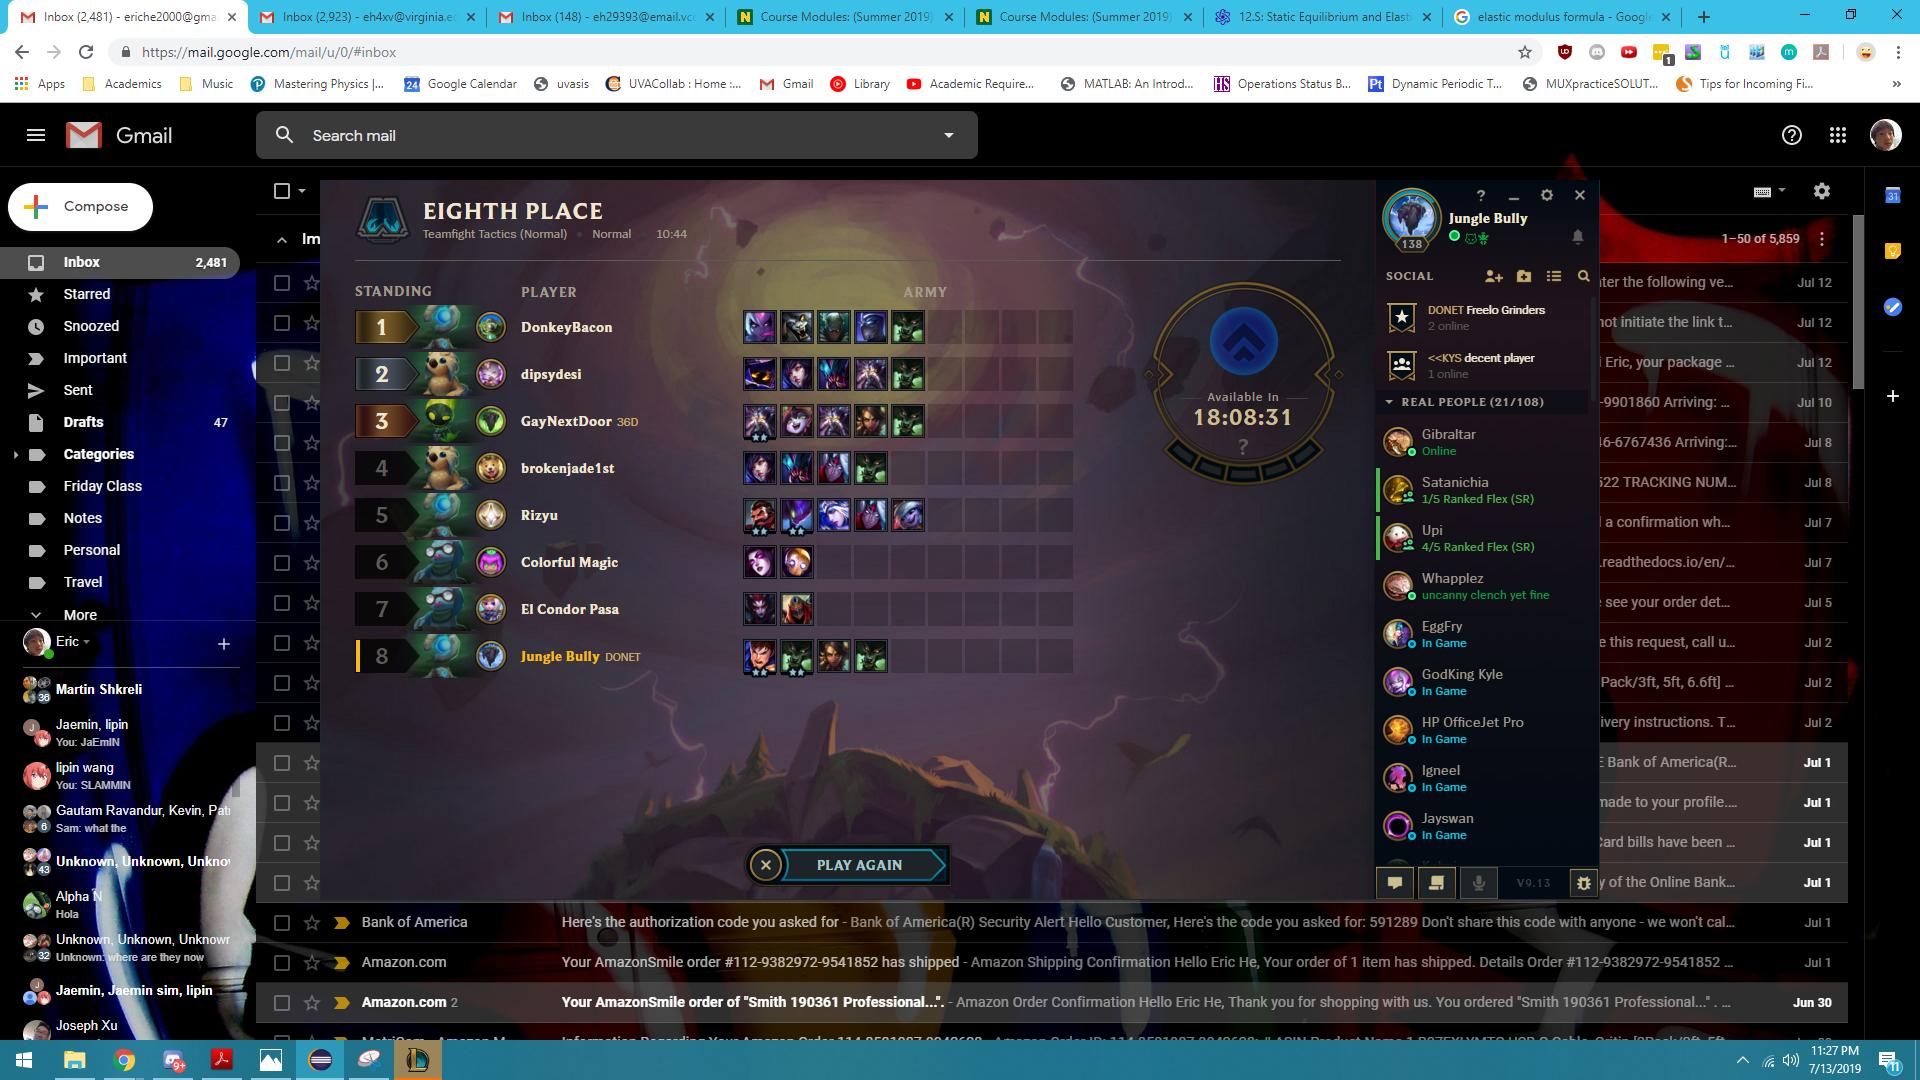 Inbox (2,481) - eriche2000@gma
Inbox (2,923) - eh4xv@virginia.ec
Inbox (148) - eh29393@email.vcc
Course Modules: (Summer 2019)
Course Modules: (Summer 2019)
12.S: Static Equilibrium and Elasti
elastic modulus formula - Google
https://mail.google.com/mail/u/0/#inbox
Apps
Academics
Music
Mastering Physics |...
Google Calendar
uvasis
UVACollab : Home :...
Gmail
Library
Academic Require...
MATLAB: An Introd...
Operations Status B...
Dynamic Periodic T...
MUXpracticeSOLUT...
Tips for Incoming Fi...
Gmail
Search mail
Compose
Inbox 2,481
Starred
Snoozed
Important
Sent
Drafts 47
Categories
Friday Class
Notes
Personal
Travel
More
Eric
Martin Shkreli
36
Jaemin, lipin
You: JaEmIN
lipin wang
You: SLAMMIN
Gautam Ravandur, Kevin, Pat
6 Sam: what the
Unknown, Unknown, Unkno
43
Alpha N
Hola
Unknown, Unknown, Unknown
32 Unknown: where are they now
Jaemin, Jaemin sim, lipin
Joseph Xu
Im
1–50 of 5,859
EIGHTH PLACE
Teamfight Tactics (Normal) • Normal • 10:44
STANDING PLAYER ARMY
1 DonkeyBacon
2 dipsydesi
3 GayNextDoor 36D
4 brokenjade1st
5 Rizyu
6 Colorful Magic
7 El Condor Pasa
8 Jungle Bully DONET
Available In
18:08:31
?
PLAY AGAIN
Jungle Bully
138
SOCIAL
DONET Freelo Grinders
2 online
<<KYS decent player
1 online
REAL PEOPLE (21/108)
Gibraltar
Online
Satanichia
1/5 Ranked Flex (SR)
Upi
4/5 Ranked Flex (SR)
Whapplez
uncanny clench yet fine
EggFry
In Game
GodKing Kyle
In Game
HP OfficeJet Pro
In Game
Igneel
In Game
Jayswan
In Game
V9.13
nter the following ve... Jul 12
not initiate the link t... Jul 12
i Eric, your package ... Jul 12
-9901860 Arriving: ... Jul 10
46-6767436 Arriving:... Jul 8
522 TRACKING NUM... Jul 8
d a confirmation wh... Jul 7
.readthedocs.io/en/... Jul 7
e see your order det... Jul 5
e this request, call u... Jul 2
Pack/3ft, 5ft, 6.6ft] ... Jul 2
ivery instructions. T... Jul 2
E Bank of America(R... Jul 1
made to your profile.... Jul 1
Card bills have been ... Jul 1
y of the Online Bank... Jul 1
Bank of America Here's the authorization code you asked for - Bank of America(R) Security Alert Hello Customer, Here's the code you asked for: 591289 Don't share this code with anyone - we won't cal... Jul 1
Amazon.com Your AmazonSmile order #112-9382972-9541852 has shipped - Amazon Shipping Confirmation Hello Eric He, Your order of 1 item has shipped. Details Order #112-9382972-9541852 ... Jul 1
Amazon.com 2 Your AmazonSmile order of "Smith 190361 Professional...". - Amazon Order Confirmation Hello Eric He, Thank you for shopping with us. You ordered "Smith 190361 Professional..." . ... Jun 30
11:27 PM
7/13/2019